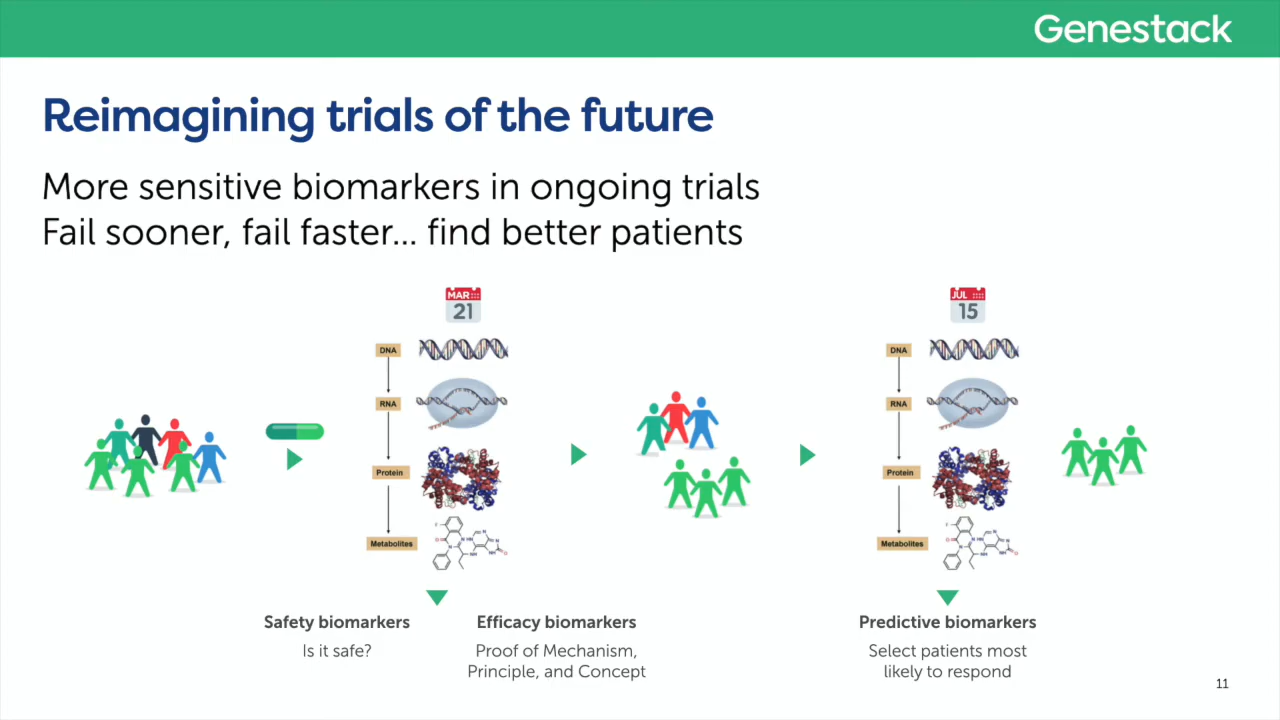 Genestack
Reimagining trials of the future
More sensitive biomarkers in ongoing trials
Fail sooner, fail faster... find better patients
MAR
21
JUL
15
DNA
RNA
Protein
Metabolites
DNA
RNA
Protein
Metabolites
Safety biomarkers
Is it safe?
Efficacy biomarkers
Proof of Mechanism,
Principle, and Concept
Predictive biomarkers
Select patients most
likely to respond
11